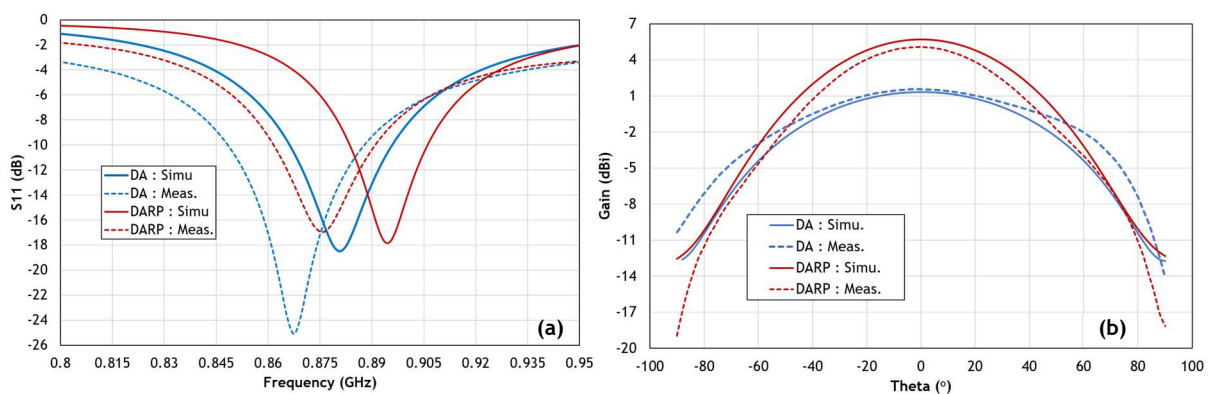 0
-2
-4
-6
-8
-10
-12
-14
-16
-18
-20
-22
-24
-26
S11 (dB)
DA : Simu
DA : Meas.
DARP : Simu
DARP : Meas.
(a)
0.8 0.815 0.83 0.845 0.86 0.875 0.89 0.905 0.92 0.935 0.95
Frequency (GHz)
7
4
1
-2
-5
-8
-11
-14
-17
-20
Gain (dBi)
DA : Simu.
DA : Meas.
DARP : Simu.
DARP : Meas.
(b)
-100 -80 -60 -40 -20 0 20 40 60 80 100
Theta (º)